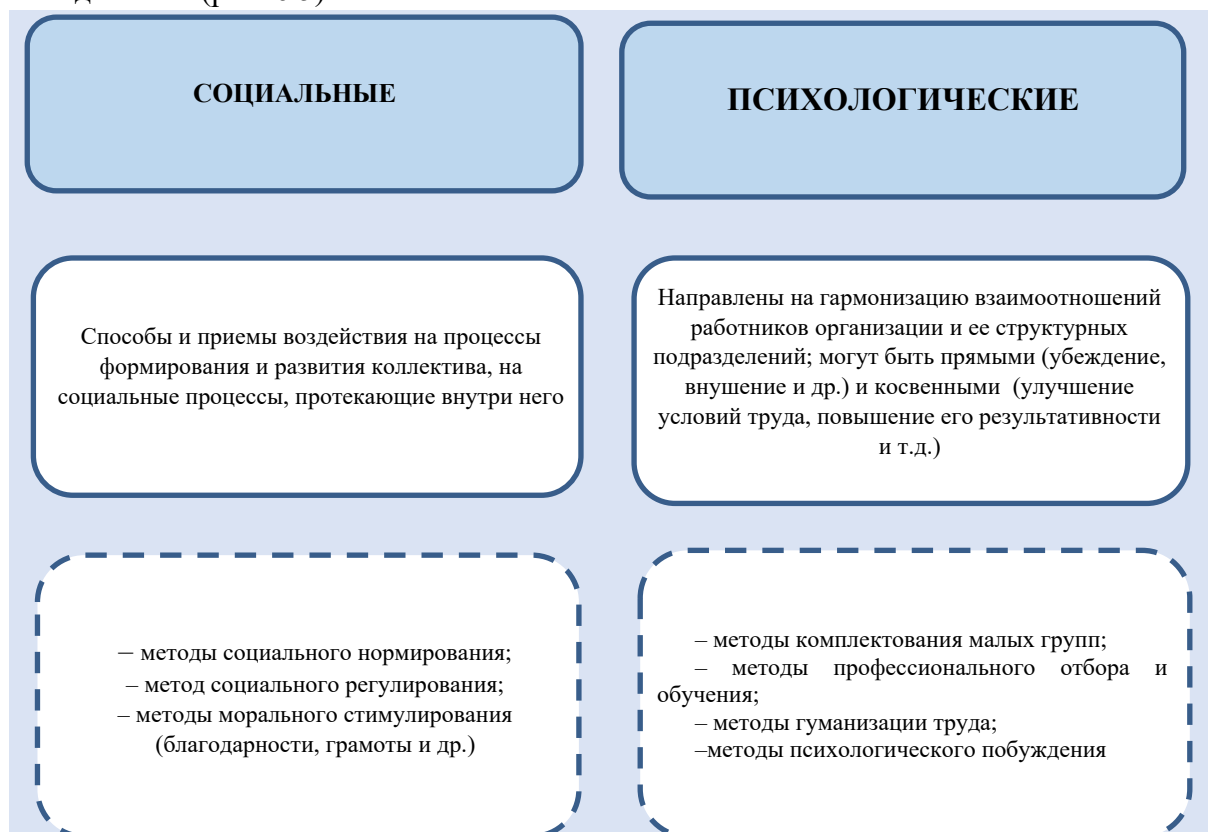 СОЦИАЛЬНЫЕ
ПСИХОЛОГИЧЕСКИЕ
Способы и приемы воздействия на процессы
формирования и развития коллектива, на
социальные процессы, протекающие внутри него
Направлены на гармонизацию взаимоотношений
работников организации и ее структурных
подразделений; могут быть прямыми (убеждение,
внушение и др.) и косвенными (улучшение
условий труда, повышение его результативности
и т.д.)
– методы социального нормирования;
– метод социального регулирования;
– методы морального стимулирования
(благодарности, грамоты и др.)
– методы комплектования малых групп;
– методы профессионального отбора и
обучения;
– методы гуманизации труда;
–методы психологического побуждения